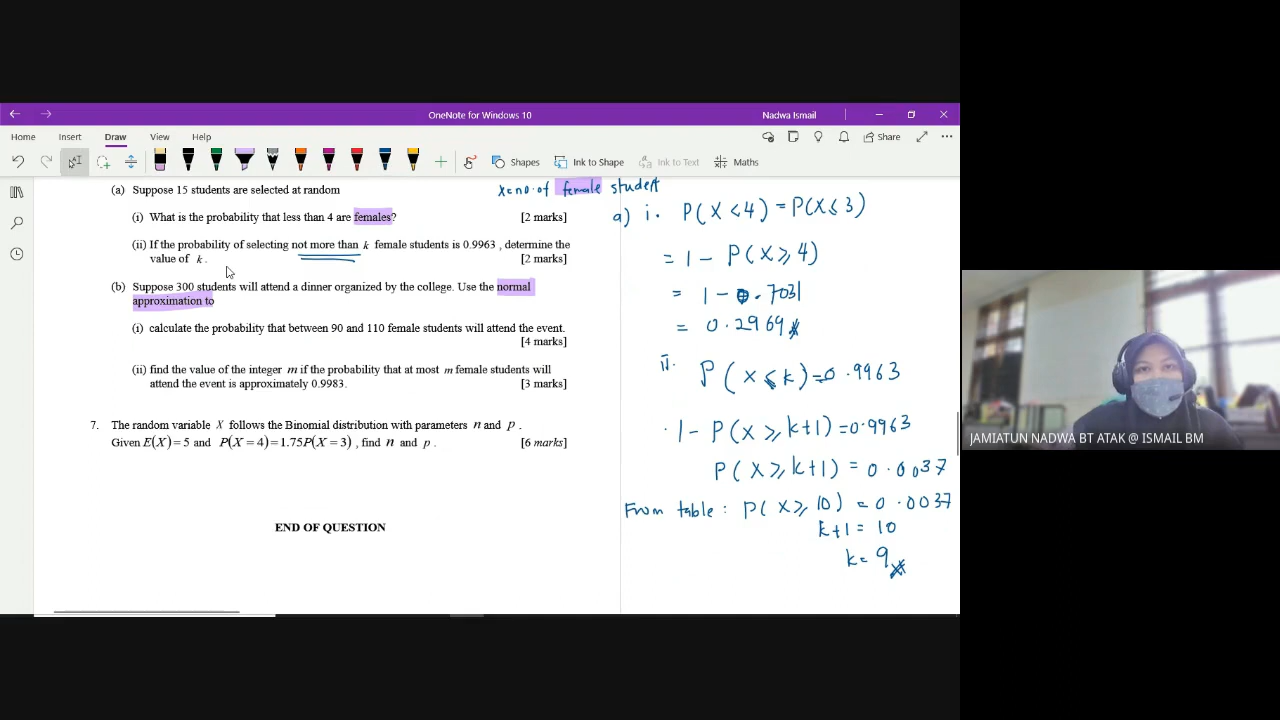 OneNote for Windows 10
Nadwa Ismail
Home Insert Draw View Help
Share
Shapes
Ink to Shape
Ink to Text
Maths
(a) Suppose 15 students are selected at random
(i) What is the probability that less than 4 are females? [2 marks]
(ii) If the probability of selecting not more than k female students is 0.9963 , determine the
value of k . [2 marks]
(b) Suppose 300 students will attend a dinner organized by the college. Use the normal
approximation to
(i) calculate the probability that between 90 and 110 female students will attend the event.
[4 marks]
(ii) find the value of the integer m if the probability that at most m female students will
attend the event is approximately 0.9983. [3 marks]
7. The random variable X follows the Binomial distribution with parameters n and p .
Given E(X)=5 and P(X=4)=1.75P(X=3) , find n and p . [6 marks]
END OF QUESTION
x=no. of female student
a) i. P(X<4) = P(X≤3)
= 1 - P(X≥4)
= 1 - 0.7031
= 0.2969
ii. P(X≤k)=0.9963
1 - P(X≥k+1)=0.9963
P(X≥k+1) = 0.0037
From table : P(X≥10) = 0.0037
k+1 = 10
k= 9
JAMIATUN NADWA BT ATAK @ ISMAIL BM